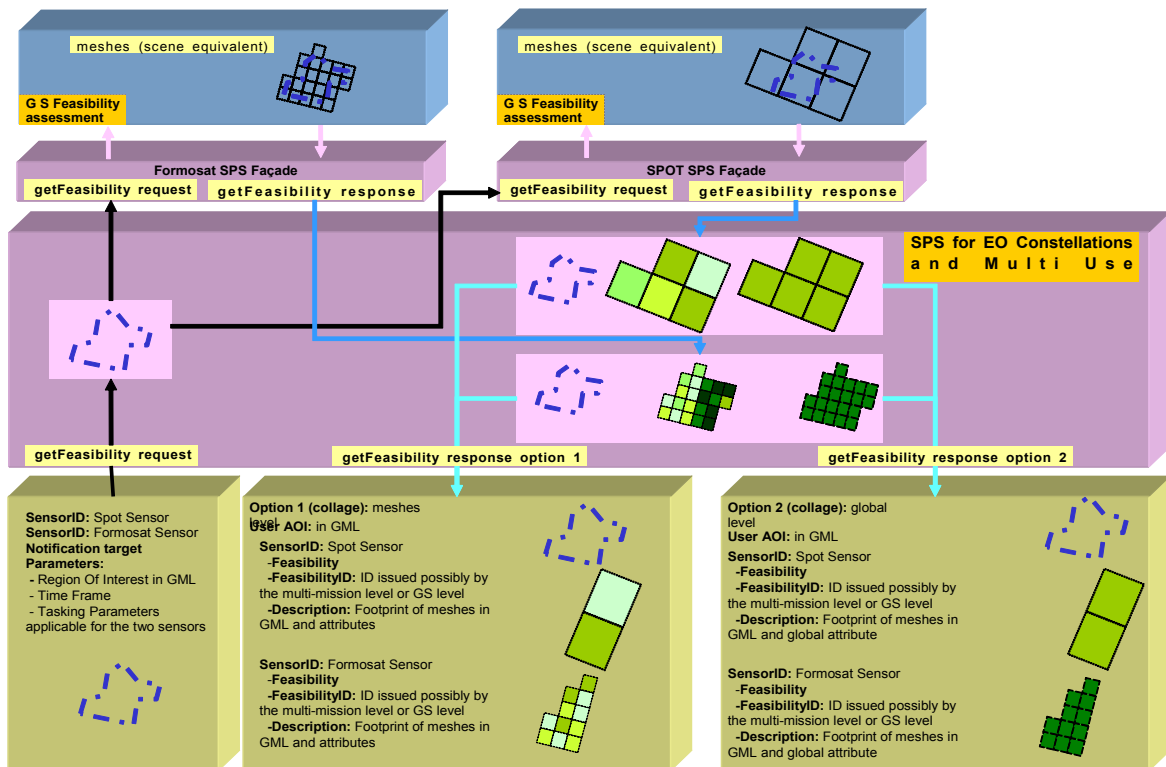 meshes (scene equivalent)
G S Feasibility
assessment
meshes (scene equivalent)
G S Feasibility
assessment
Formosat SPS Façade
getFeasibility request
getFeasibility response
SPOT SPS Façade
getFeasibility request
getFeasibility response
SPS for EO Constellations
and Multi Use
getFeasibility request
getFeasibility response option 1
getFeasibility response option 2
SensorID: Spot Sensor
SensorID: Formosat Sensor
Notification target
Parameters:
- Region Of Interest in GML
- Time Frame
- Tasking Parameters
applicable for the two sensors
Option 1 (collage): meshes
level
User AOI: in GML
SensorID: Spot Sensor
-Feasibility
-FeasibilityID: ID issued possibly by
the multi-mission level or GS level
-Description: Footprint of meshes in
GML and attributes
SensorID: Formosat Sensor
-Feasibility
-FeasibilityID: ID issued possibly by
the multi-mission level or GS level
-Description: Footprint of meshes in
GML and attributes
Option 2 (collage): global
level
User AOI: in GML
SensorID: Spot Sensor
-Feasibility
-FeasibilityID: ID issued possibly by
the multi-mission level or GS level
-Description: Footprint of meshes in
GML and global attribute
SensorID: Formosat Sensor
-Feasibility
-FeasibilityID: ID issued possibly by
the multi-mission level or GS level
-Description: Footprint of meshes in
GML and global attribute